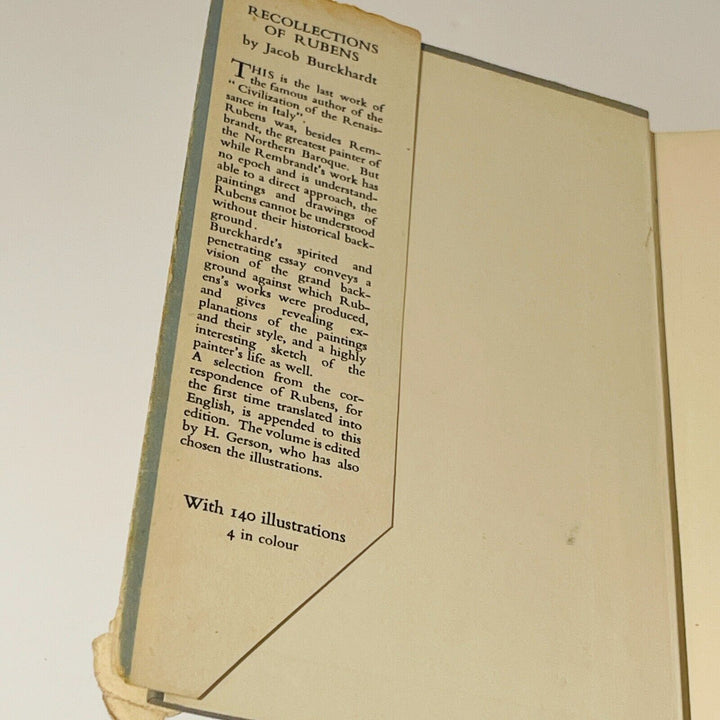 RECOLLECTIONS
OF RUBENS
by Jacob Burckhardt
THIS is the last work of
the famous author of the
"Civilization of the Renais-
sance in Italy".
Rubens was, besides Rem-
brandt, the greatest painter of
the Northern Baroque. But
while Rembrandt's work has
no epoch and is understand-
able to a direct approach, the
paintings and drawings of
Rubens cannot be understood
without their historical back-
ground.
Burckhardt's spirited and
penetrating essay conveys a
vision of the grand back-
ground against which Rub-
ens's works were produced,
and gives revealing ex-
planations of the paintings
and their style, and a highly
interesting sketch of the
painter's life as well.
A selection from the cor-
respondence of Rubens, for
the first time translated into
English, is appended to this
edition. The volume is edited
by H. Gerson, who has also
chosen the illustrations.
With 140 illustrations
4 in colour